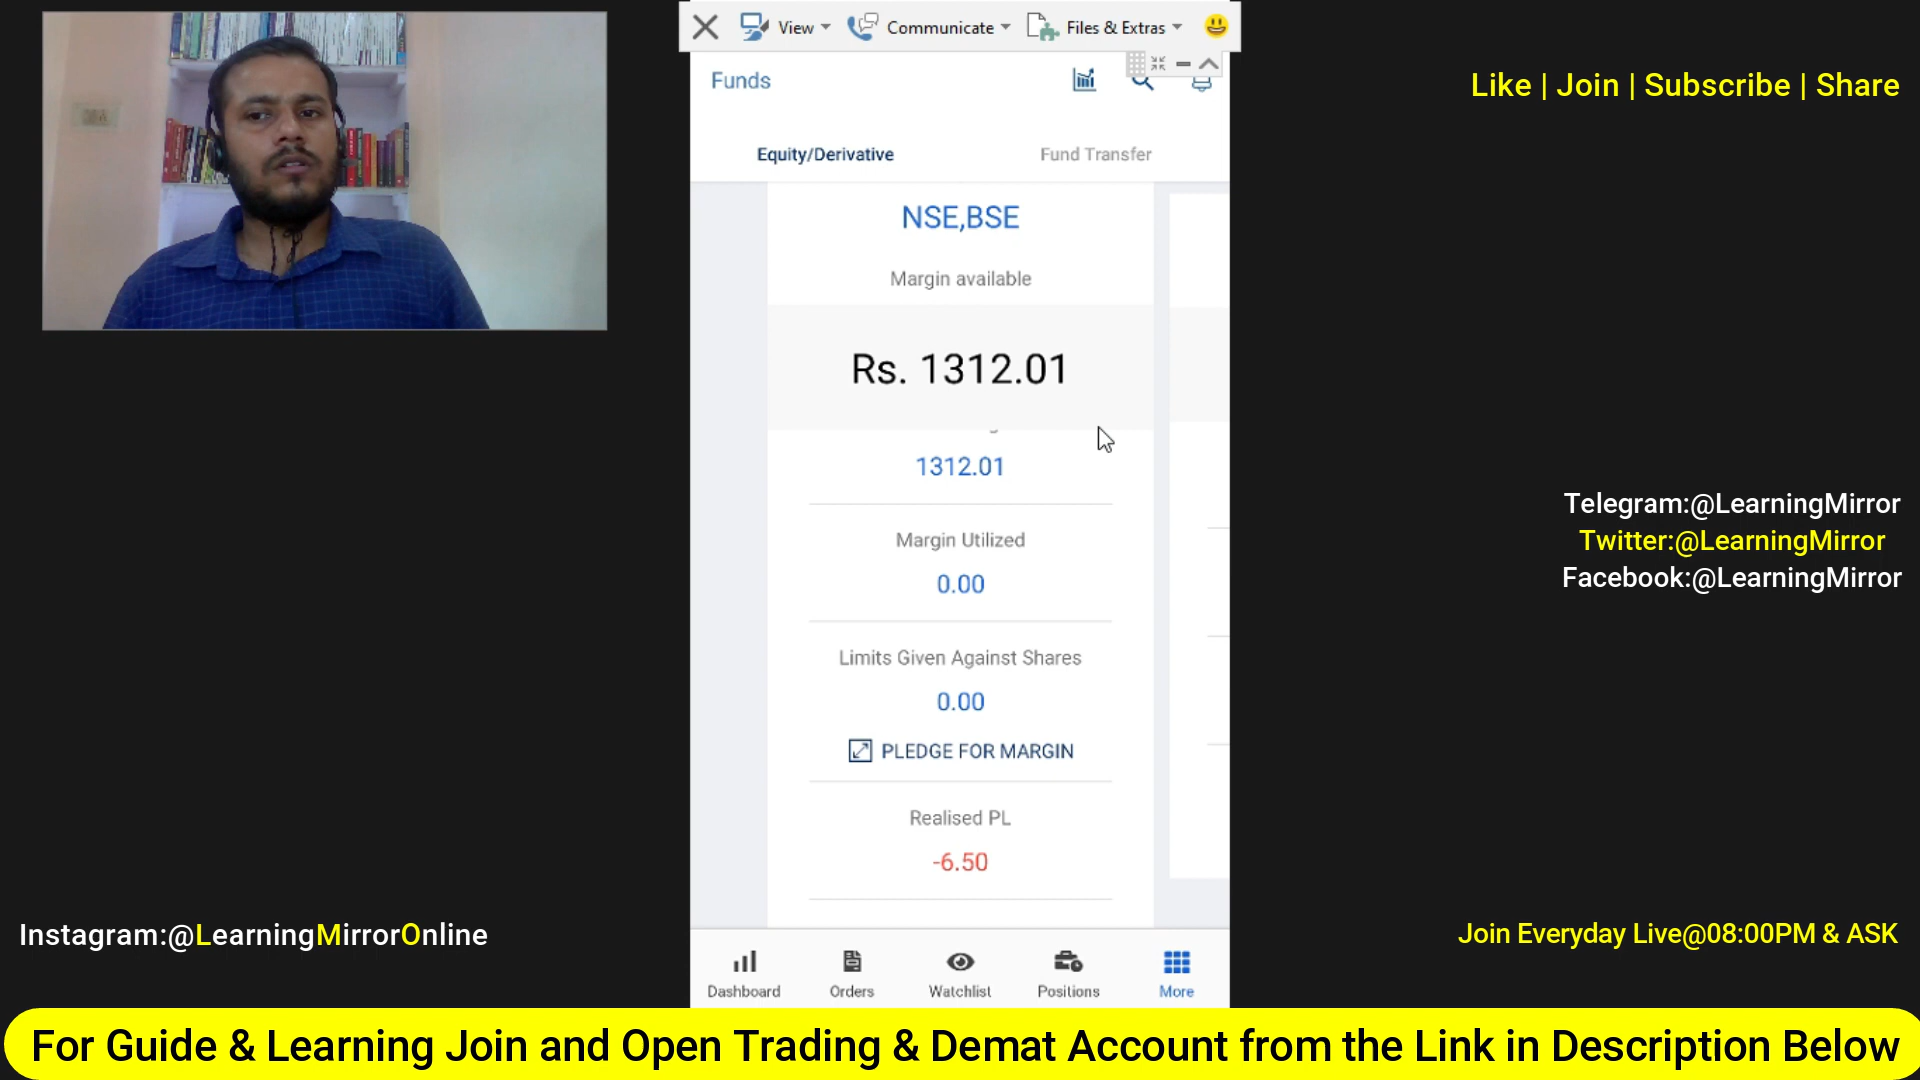 View
Communicate
Files & Extras
Funds
Equity/Derivative
Fund Transfer
NSE,BSE
Margin available
Rs. 1312.01
1312.01
Margin Utilized
0.00
Limits Given Against Shares
0.00
PLEDGE FOR MARGIN
Realised PL
-6.50
Dashboard
Orders
Watchlist
Positions
More
Like | Join | Subscribe | Share
Telegram:@LearningMirror
Twitter:@LearningMirror
Facebook:@LearningMirror
Instagram:@LearningMirrorOnline
Join Everyday Live@08:00PM & ASK
For Guide & Learning Join and Open Trading & Demat Account from the Link in Description Below